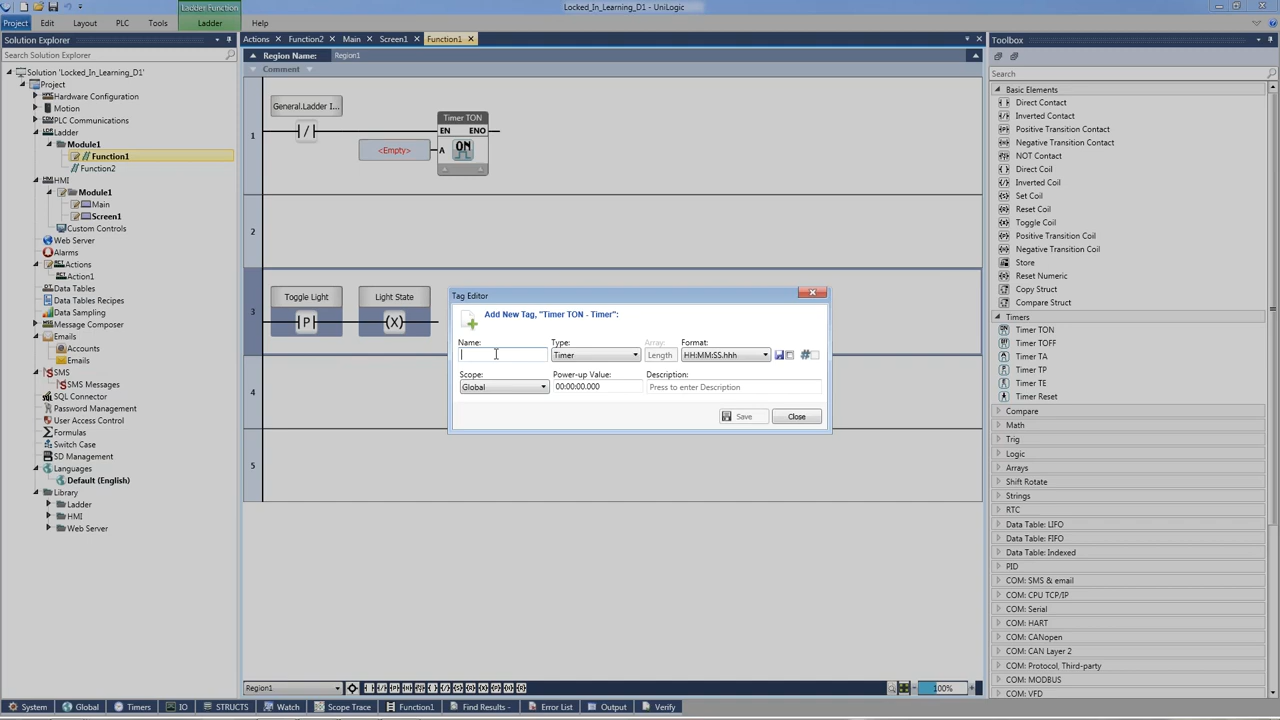 Ladder Function
Locked_In_Learning_D1* - UniLogic
Project
Edit
Layout
PLC
Tools
Ladder
Help
Solution Explorer
Search Solution Explorer
Solution 'Locked_In_Learning_D1'
Project
Hardware Configuration
Motion
PLC Communications
Ladder
Module1
Function1
Function2
HMI
Module1
Main
Screen1
Custom Controls
Web Server
Alarms
Actions
Action1
Data Tables
Data Tables Recipes
Data Sampling
Message Composer
Emails
Accounts
Emails
SMS
SMS Messages
SQL Connector
Password Management
User Access Control
Formulas
Switch Case
SD Management
Languages
Default (English)
Library
Ladder
HMI
Web Server
Actions
Function2
Main
Screen1
Function1
Region Name:
Region1
Comment
1
General.Ladder I...
Timer TON
EN
ENO
<Empty>
A
ON
2
3
Toggle Light
Light State
P
(X)
4
5
Tag Editor
Add New Tag, "Timer TON - Timer":
Name:
Type:
Array:
Format:
Timer
Length
HH:MM:SS.hhh
Scope:
Power-up Value:
Description:
Global
00:00:00.000
Press to enter Description
Save
Close
Region1
100%
Toolbox
Search
Basic Elements
Direct Contact
Inverted Contact
Positive Transition Contact
Negative Transition Contact
NOT Contact
Direct Coil
Inverted Coil
Set Coil
Reset Coil
Toggle Coil
Positive Transition Coil
Negative Transition Coil
Store
Reset Numeric
Copy Struct
Compare Struct
Timers
Timer TON
Timer TOFF
Timer TA
Timer TP
Timer TE
Timer Reset
Compare
Math
Trig
Logic
Arrays
Shift Rotate
Strings
RTC
Data Table: LIFO
Data Table: FIFO
Data Table: Indexed
PID
COM: SMS & email
COM: CPU TCP/IP
COM: Serial
COM: HART
COM: CANopen
COM: CAN Layer 2
COM: Protocol, Third-party
COM: MODBUS
COM: VFD
System
Global
Timers
IO
STRUCTS
Watch
Scope Trace
Function1
Find Results -
Error List
Output
Verify